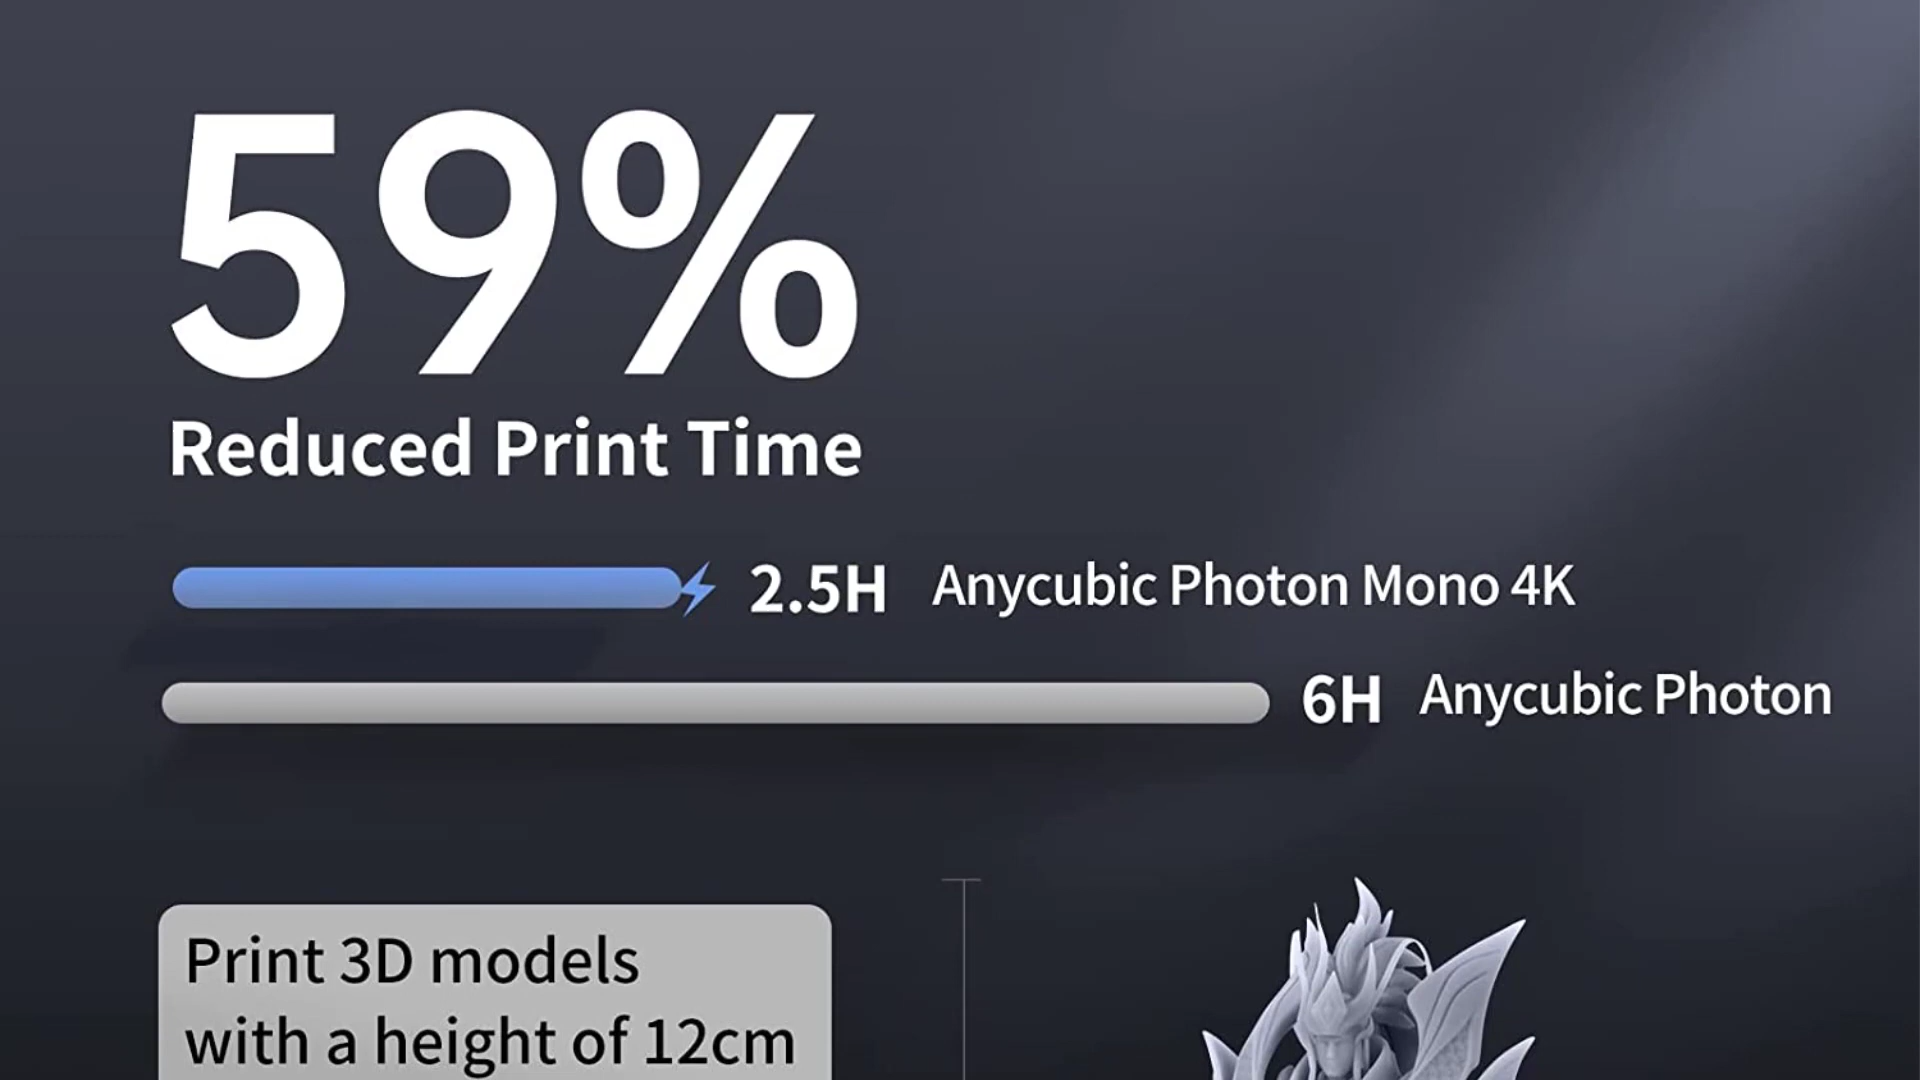 59%
Reduced Print Time
2.5H Anycubic Photon Mono 4K
6H Anycubic Photon
Print 3D models
with a height of 12cm